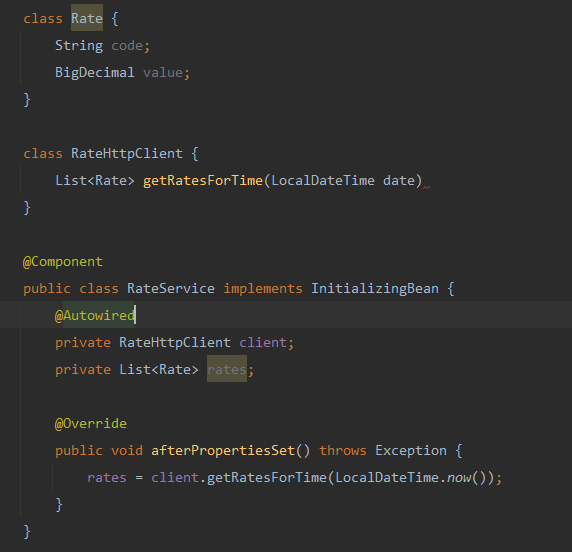 class Rate {
String code;
BigDecimal value;
}
class RateHttpClient {
List<Rate> getRatesForTime(LocalDateTime date)
}
@Component
public class RateService implements InitializingBean {
@Autowired
private RateHttpClient client;
private List<Rate> rates;
@Override
public void afterPropertiesSet() throws Exception {
rates = client.getRatesForTime(LocalDateTime.now());
}
}